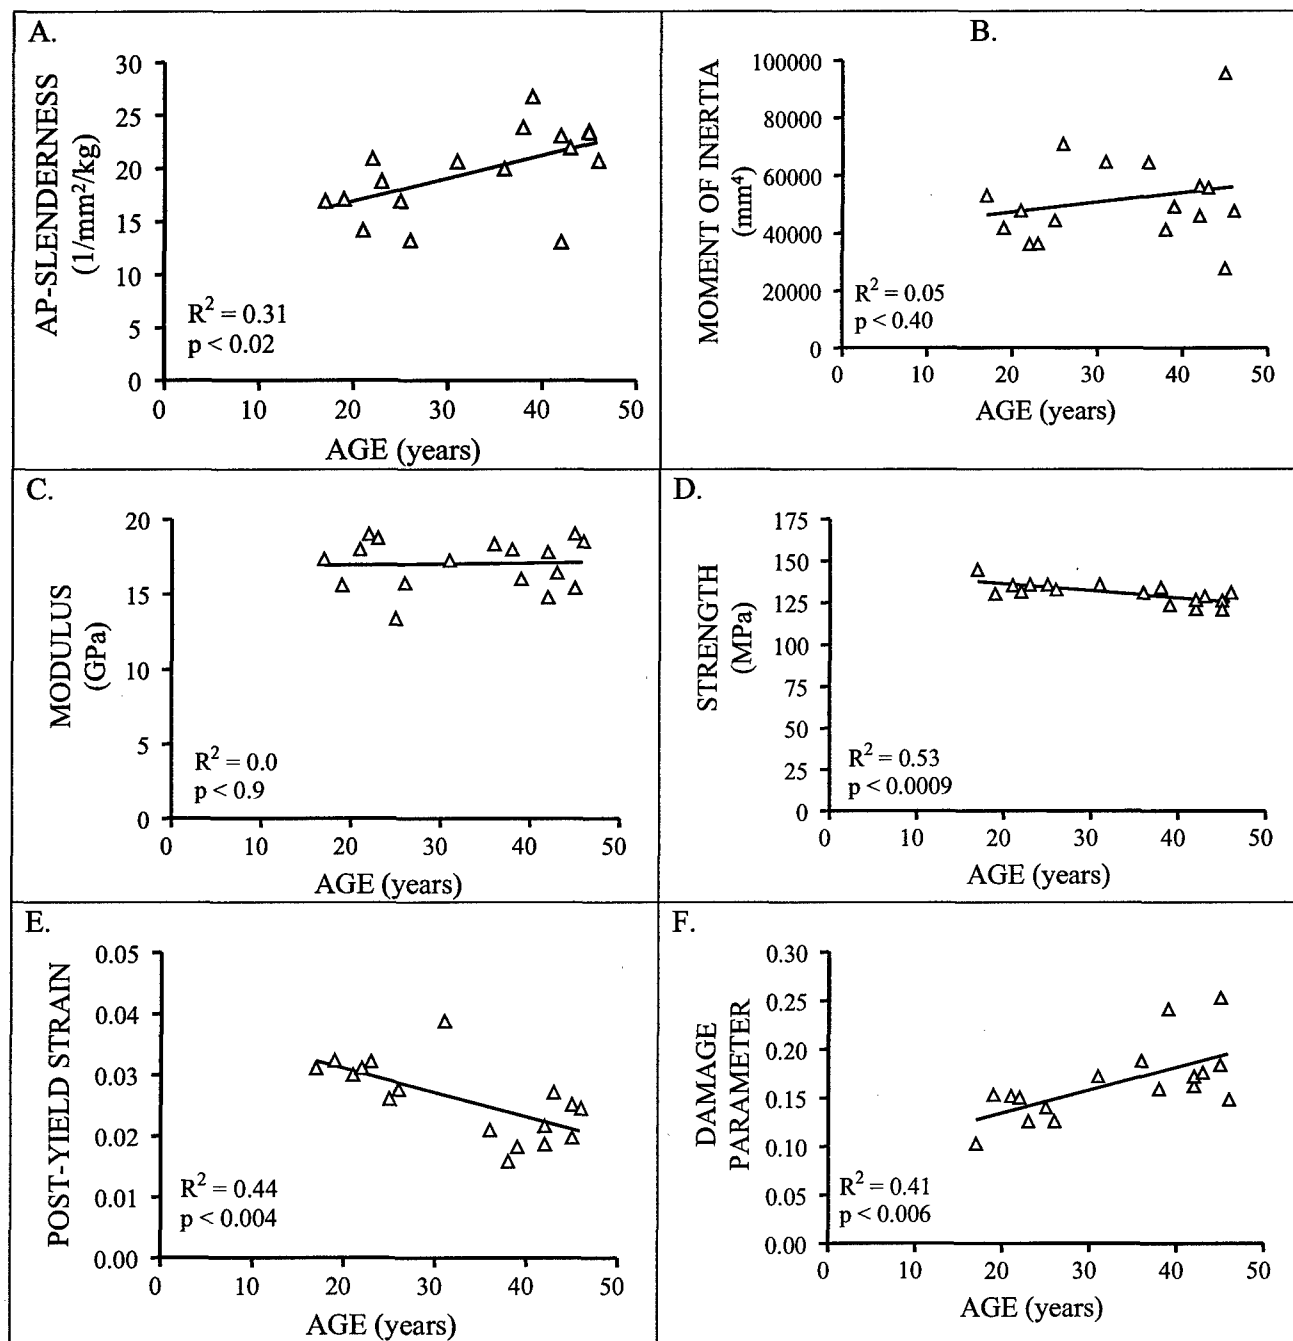 A.
AP-SLENDERNESS
(1/mm²/kg)
30
25
20
15
10
5
0
R² = 0.31
p < 0.02
0 10 20 30 40 50
AGE (years)
B.
MOMENT OF INERTIA
(mm⁴)
100000
80000
60000
40000
20000
0
R² = 0.05
p < 0.40
0 10 20 30 40 50
AGE (years)
C.
MODULUS
(GPa)
20
15
10
5
0
R² = 0.0
p < 0.9
0 10 20 30 40 50
AGE (years)
D.
STRENGTH
(MPa)
175
150
125
100
75
50
25
0
R² = 0.53
p < 0.0009
0 10 20 30 40 50
AGE (years)
E.
POST-YIELD STRAIN
0.05
0.04
0.03
0.02
0.01
0.00
R² = 0.44
p < 0.004
0 10 20 30 40 50
AGE (years)
F.
DAMAGE
PARAMETER
0.30
0.25
0.20
0.15
0.10
0.05
0.00
R² = 0.41
p < 0.006
0 10 20 30 40 50
AGE (years)